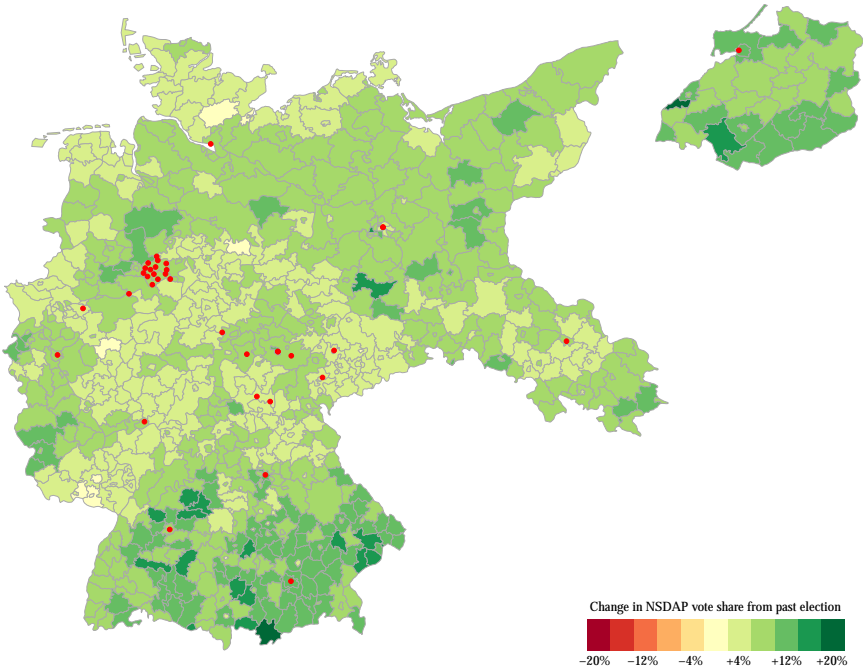 Change in NSDAP vote share from past election
−20% −12% −4% +4% +12% +20%